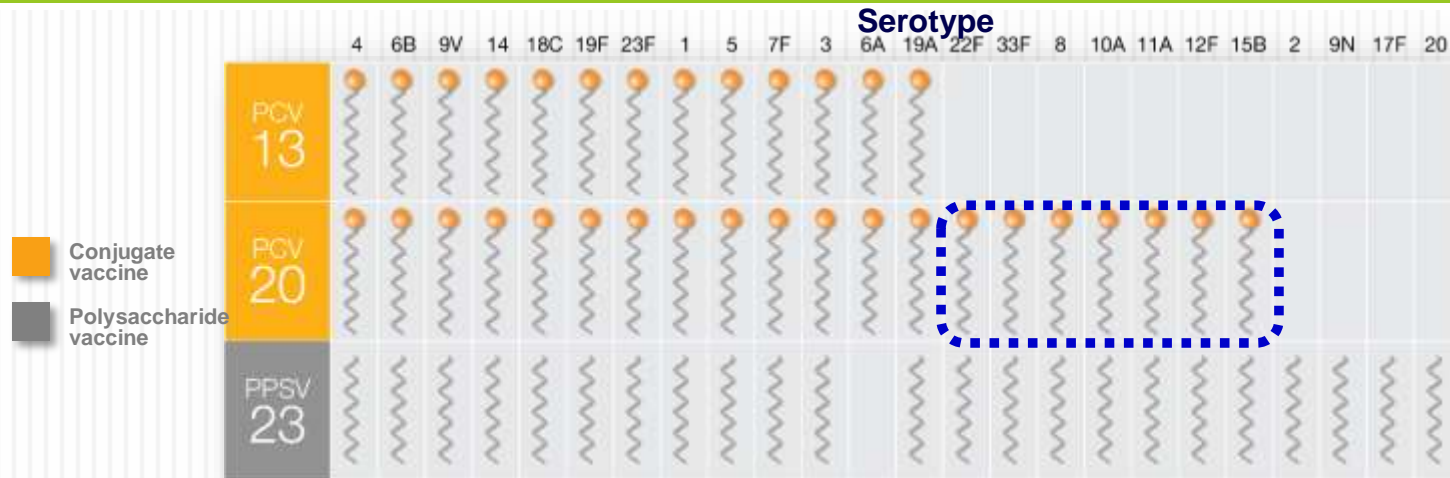 Serotype
4 6B 9V 14 18C 19F 23F 1 5 7F 3 6A 19A 22F 33F 8 10A 11A 12F 15B 2 9N 17F 20
PCV
13
Conjugate
vaccine
PCV
20
Polysaccharide
vaccine
PPSV
23